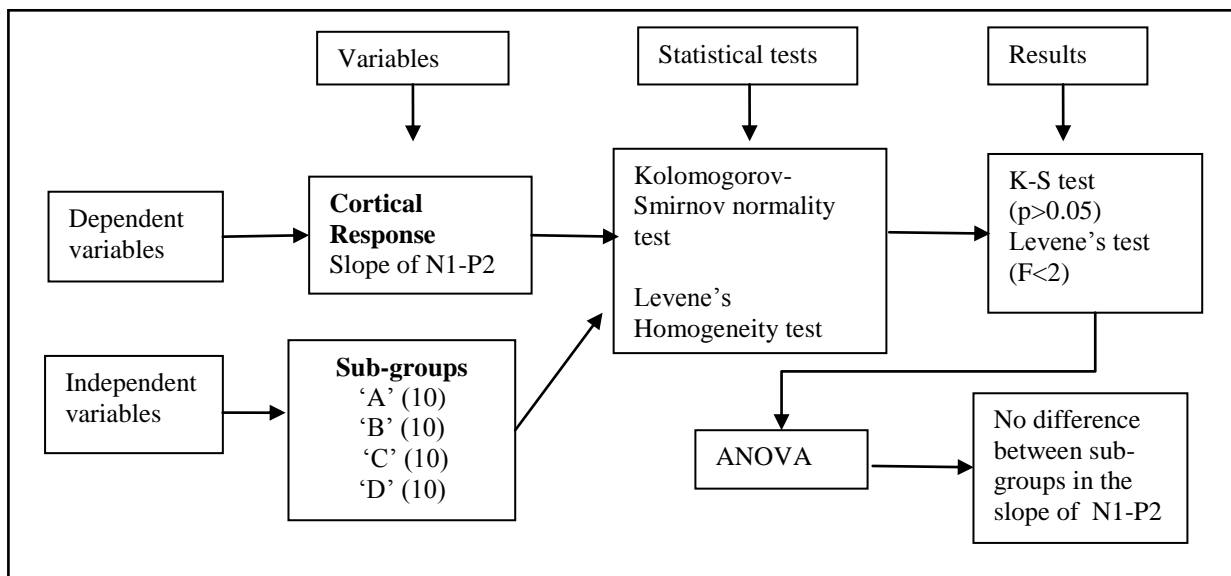 Variables
Statistical tests
Results
Dependent
variables
Cortical
Response
Slope of N1-P2
Kolomogorov-
Smirnov normality
test
Levene’s
Homogeneity test
K-S test
(p>0.05)
Levene’s test
(F<2)
Independent
variables
Sub-groups
‘A’ (10)
‘B’ (10)
‘C’ (10)
‘D’ (10)
ANOVA
No difference
between sub-
groups in the
slope of N1-P2